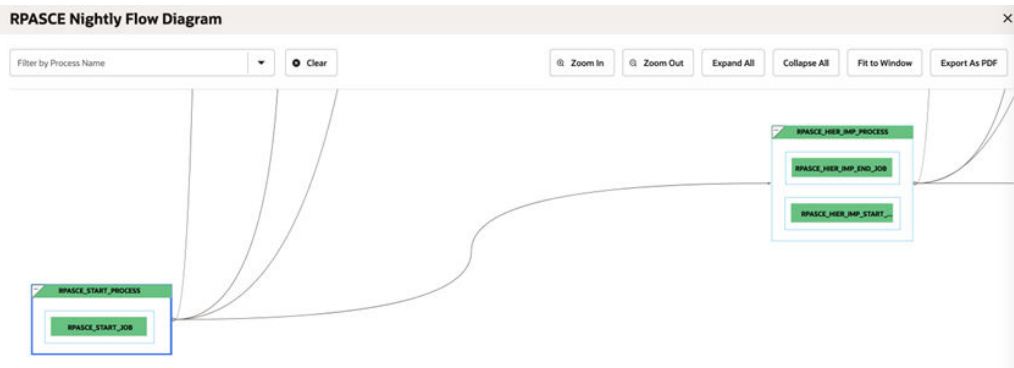 RPASCE Nightly Flow Diagram
Filter by Process Name
Clear
Zoom In
Zoom Out
Expand All
Collapse All
Fit to Window
Export As PDF
RPASCE_HIER_IMP_PROCESS
RPASCE_HIER_IMP_END_JOB
RPASCE_HIER_IMP_START_...
RPASCE_START_PROCESS
RPASCE_START_JOB